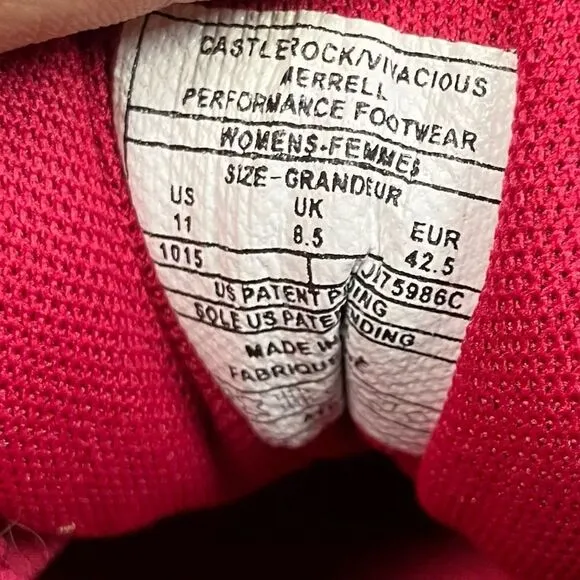 CASTLEROCK/VIVACIOUS
MERRELL
PERFORMANCE FOOTWEAR
WOMENS-FEMMES
SIZE-GRANDEUR
US UK EUR
11 8.5 42.5
1015 J175986C
US PATENT PENDING
SOLE US PATENT PENDING
MADE
FABRIQUE